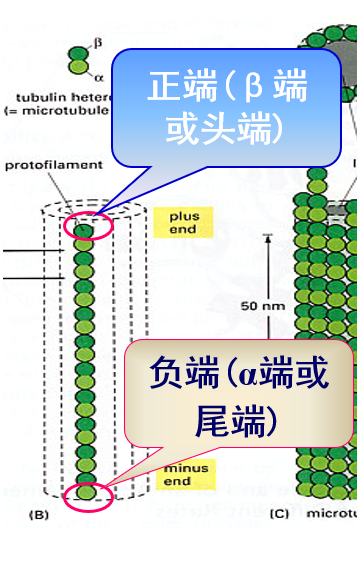 β
α
tubulin heter
(= microtubule
正端(β端
或头端)
protofilament
plus
end
50 nm
负端(α端或
尾端)
minus
end
(B)
(C) microtu